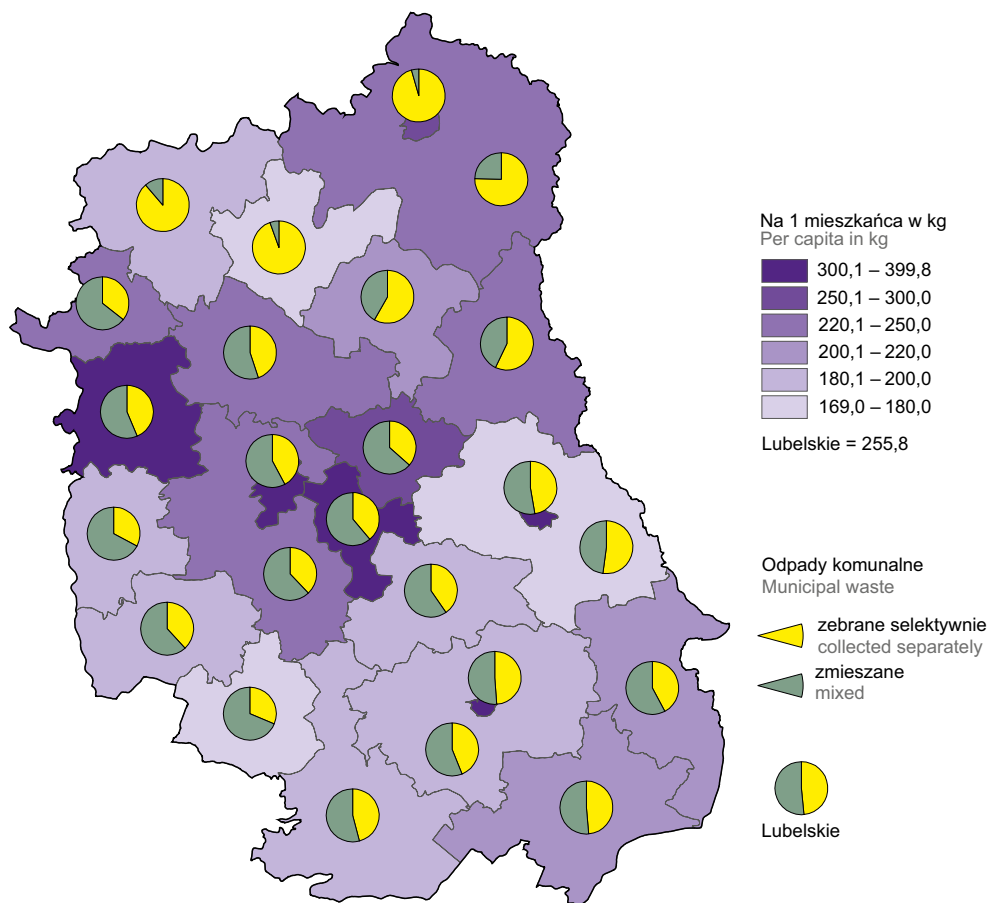 Na 1 mieszkańca w kg
Per capita in kg
300,1 – 399,8
250,1 – 300,0
220,1 – 250,0
200,1 – 220,0
180,1 – 200,0
169,0 – 180,0
Lubelskie = 255,8
Odpady komunalne
Municipal waste
zebrane selektywnie
collected separately
zmieszane
mixed
Lubelskie